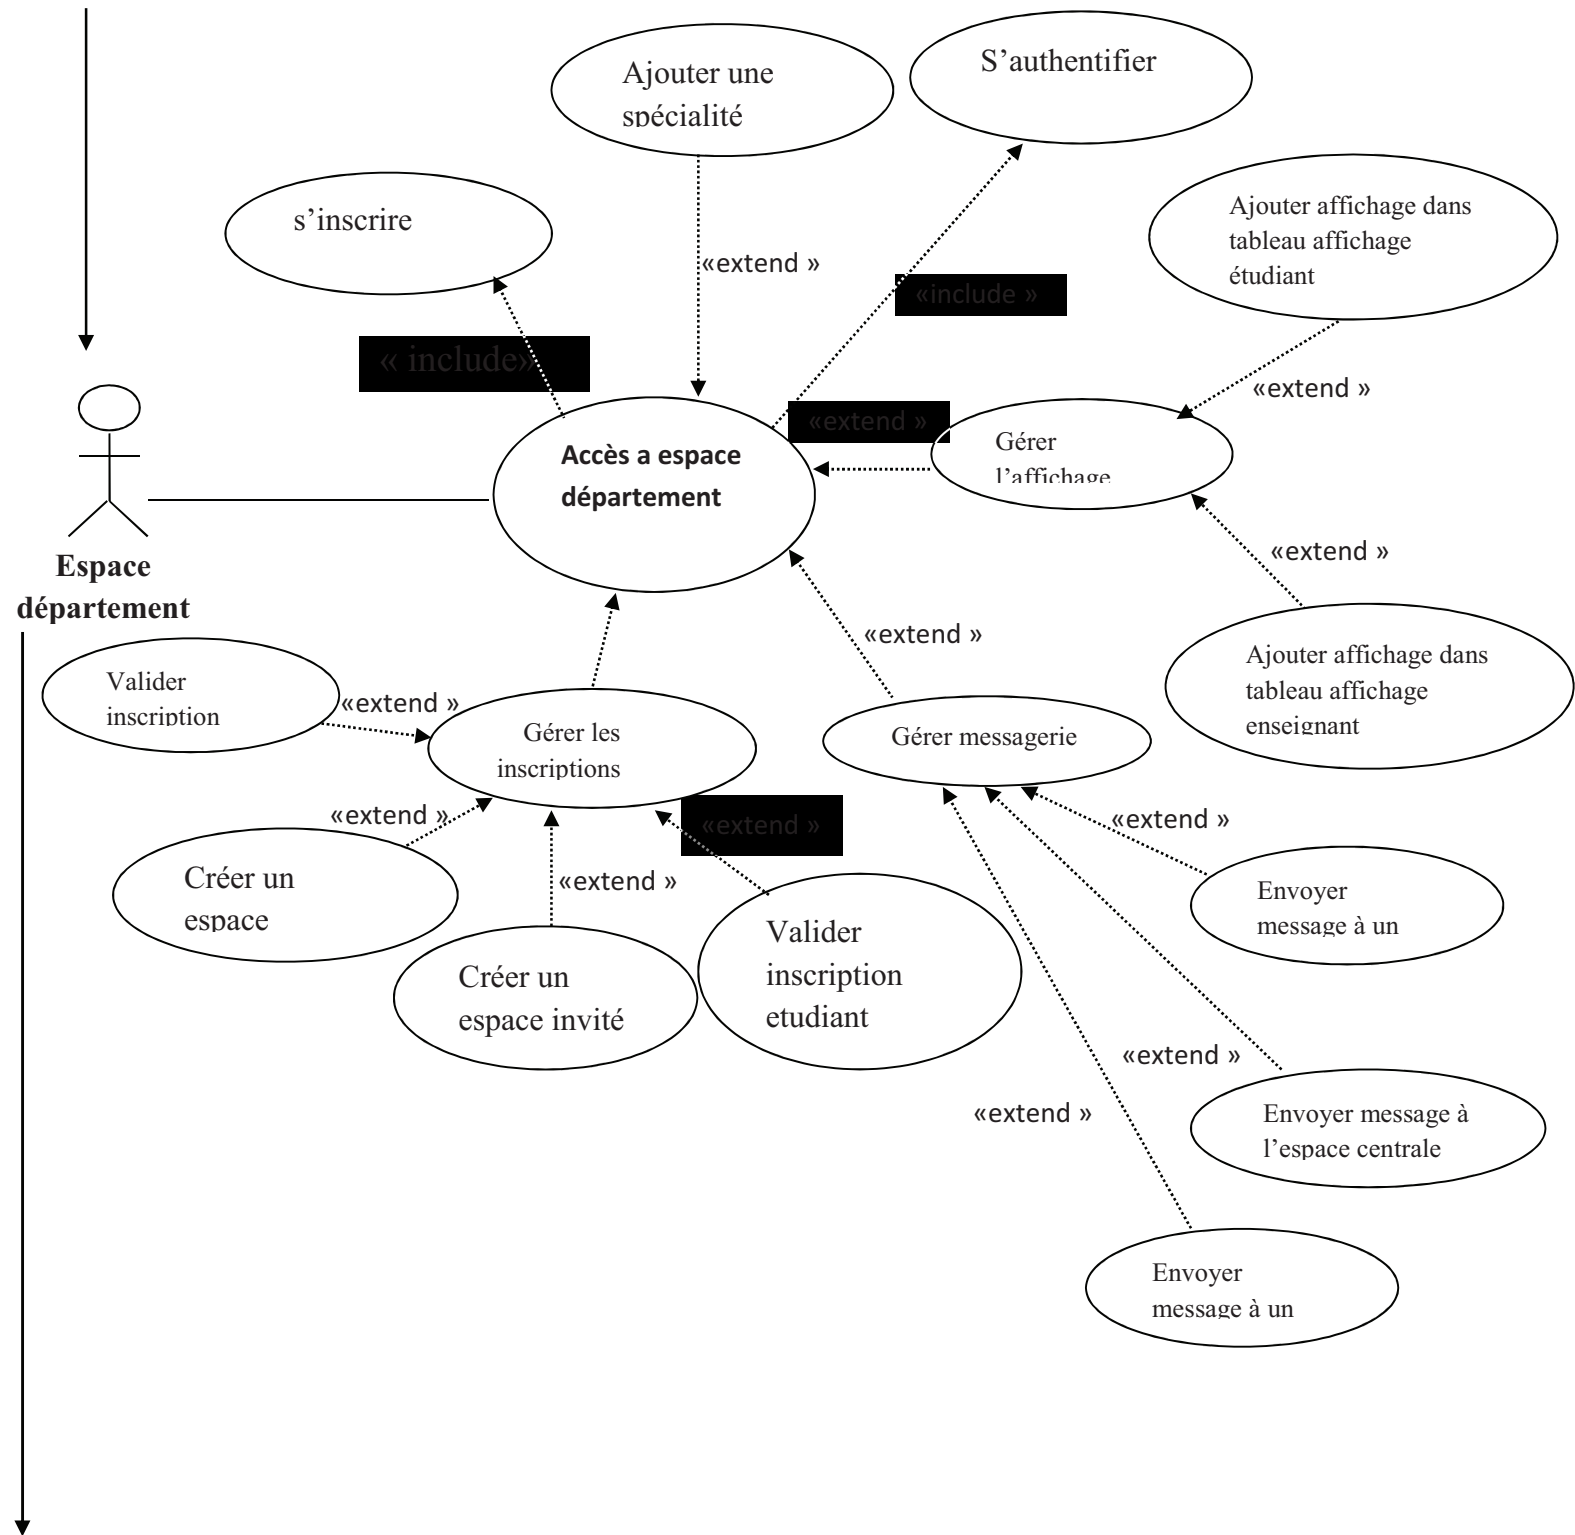 Ajouter une
spécialité
S’authentifier
s’inscrire
Ajouter affichage dans
tableau affichage
étudiant
«extend »
«include »
« include»
«extend »
«extend »
Accès a espace
département
Gérer
l’affichage
Espace
département
«extend »
«extend »
Valider
inscription
«extend »
Gérer les
inscriptions
Gérer messagerie
Ajouter affichage dans
tableau affichage
enseignant
«extend »
«extend »
«extend »
Créer un
espace
«extend »
Envoyer
message à un
Créer un
espace invité
Valider
inscription
etudiant
«extend »
«extend »
Envoyer message à
l’espace centrale
Envoyer
message à un